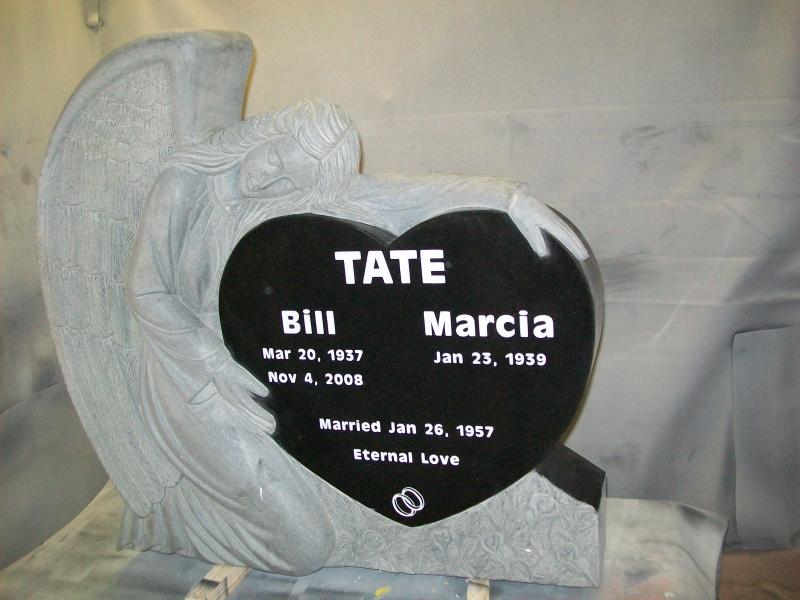 TATE
Bill Marcia
Mar 20, 1937 Jan 23, 1939
Nov 4, 2008
Married Jan 26, 1957
Eternal Love